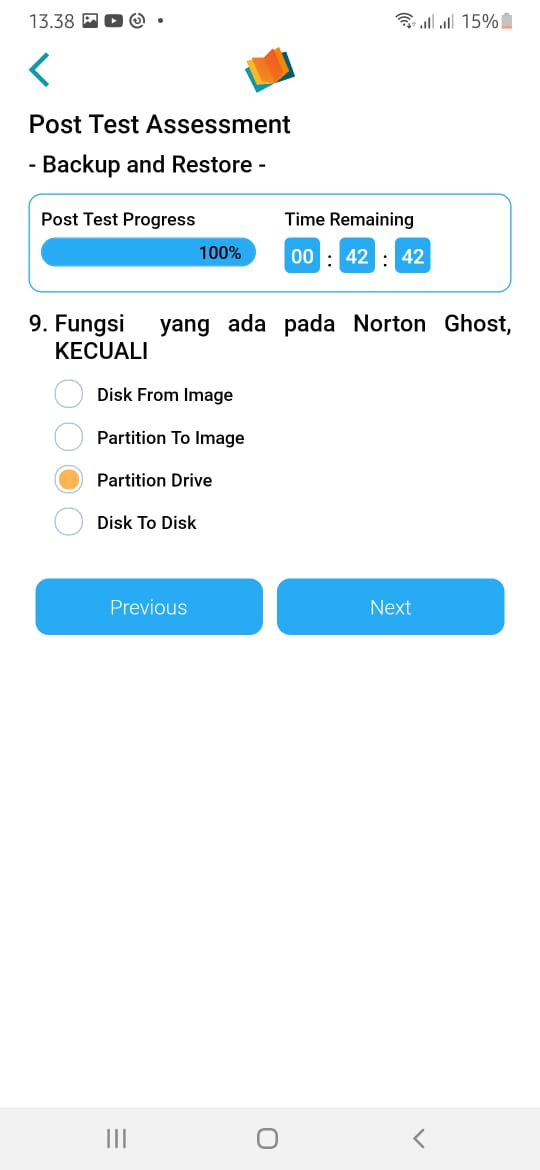 13.38
15%
Post Test Assessment
- Backup and Restore -
Post Test Progress
Time Remaining
100%
00 : 42 : 42
9. Fungsi yang ada pada Norton Ghost,
KECUALI
Disk From Image
Partition To Image
Partition Drive
Disk To Disk
Previous
Next